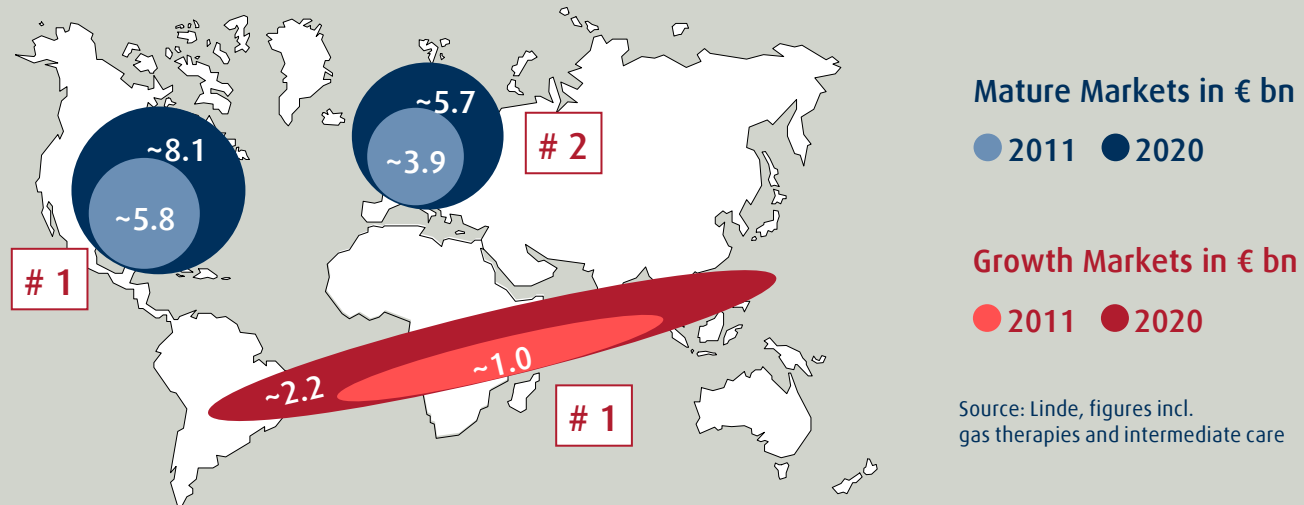 ~5.7
~3.9
# 2
~8.1
~5.8
# 1
~2.2
~1.0
# 1
Mature Markets in € bn
2011 2020
Growth Markets in € bn
2011 2020
Source: Linde, figures incl.
gas therapies and intermediate care